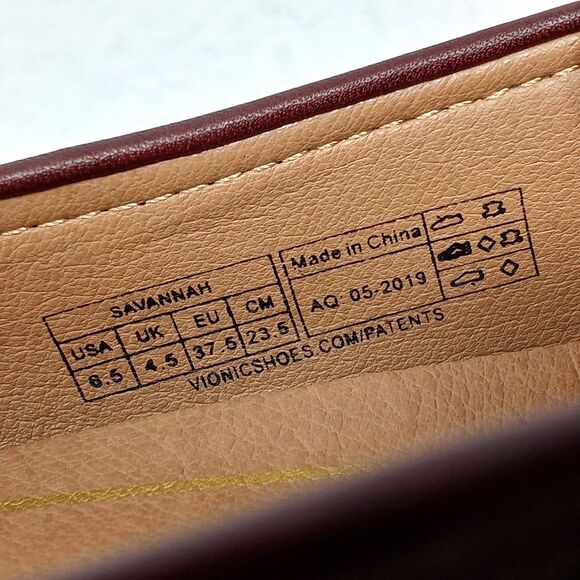 SAVANNAH
USA UK EU CM
6.5 4.5 37.5 23.5
Made in China
AQ 05-2019
VIONICSHOES.COM/PATENTS